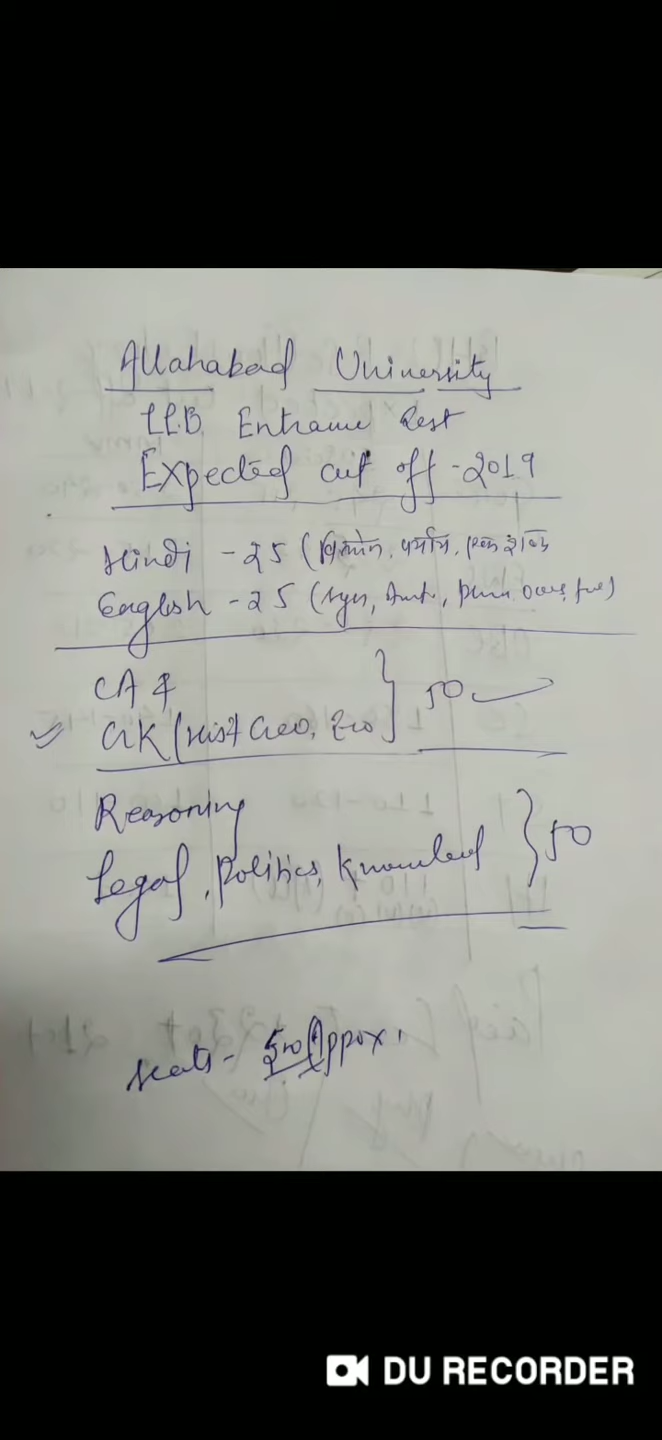 Allahabad University
LLB Entrance Test
Expected cut off - 2019
Hindi - 25 (विलोम, पर्याय,
English - 25 (Syn, Ant,
CA &
GK (Hist Geo, Eco) } 50
Reasoning
Legal, Politics, Knowled } 50
seats - Approx.
DU RECORDER